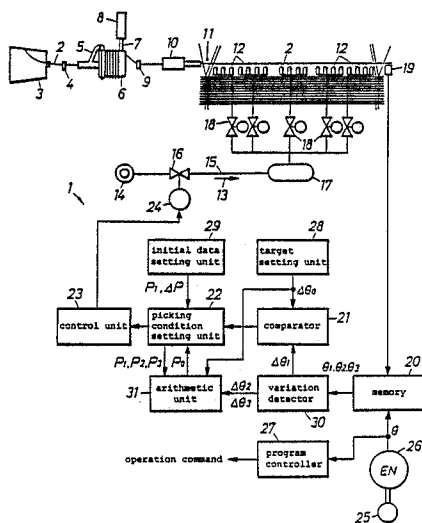 8
10
11
12
2
12
5
7
2
19
3
4
6
9
18
18
16
15
14
13
17
1
24
29
28
initial data
setting unit
target
setting unit
23
P₁,ΔP
22
Δθ₀
21
20
control unit
picking
condition
setting unit
comparator
P₁,P₂,P₃
P₀
Δθ₁
θ₁,θ₂,θ₃
31
arithmetic
unit
Δθ₂
Δθ₃
variation
detector
memory
30
27
θ
26
operation command
program
controller
EN
25